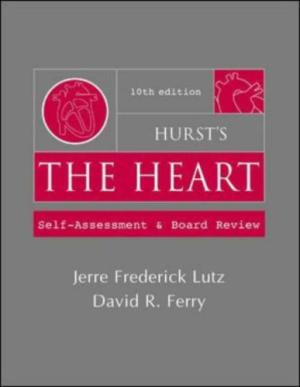 10th edition
HURST'S
THE HEART
Self-Assessment & Board Review
Jerre Frederick Lutz
David R. Ferry